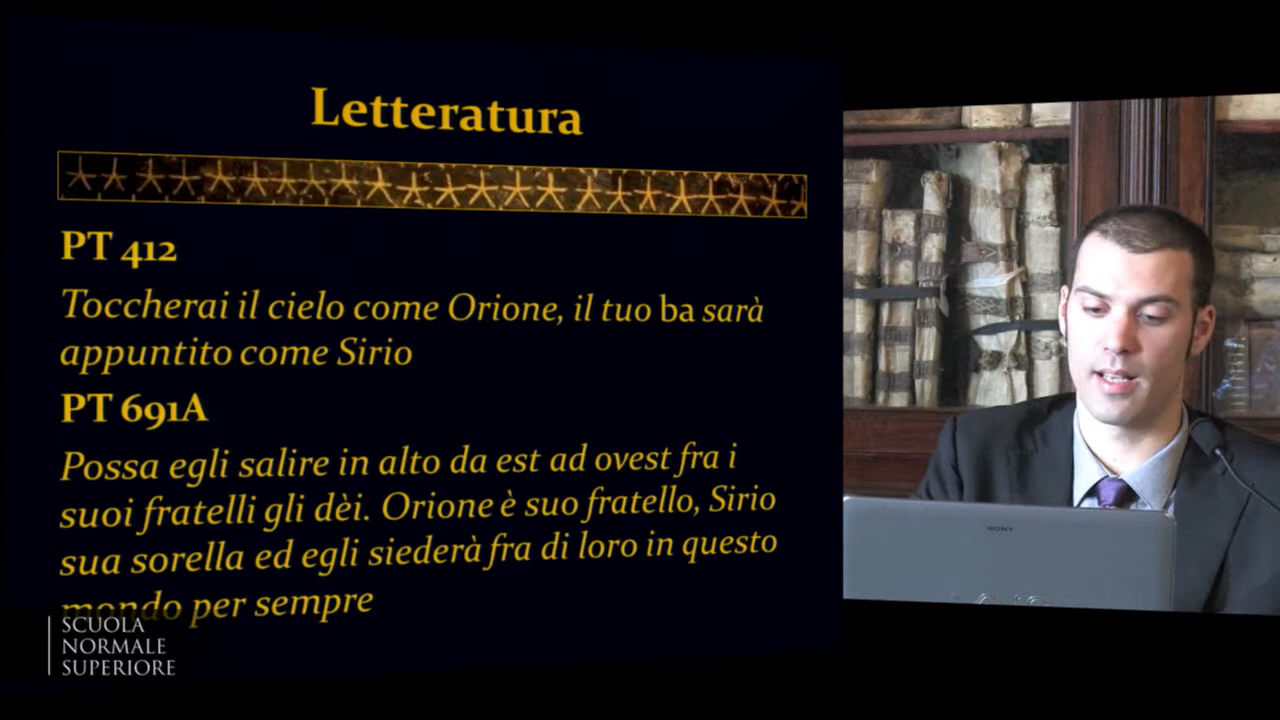 Letteratura
PT 412
Toccherai il cielo come Orione, il tuo ba sarà
appuntito come Sirio
PT 691A
Possa egli salire in alto da est ad ovest fra i
suoi fratelli gli dèi. Orione è suo fratello, Sirio
sua sorella ed egli siederà fra di loro in questo
mondo per sempre
SCUOLA
NORMALE
SUPERIORE
SONY